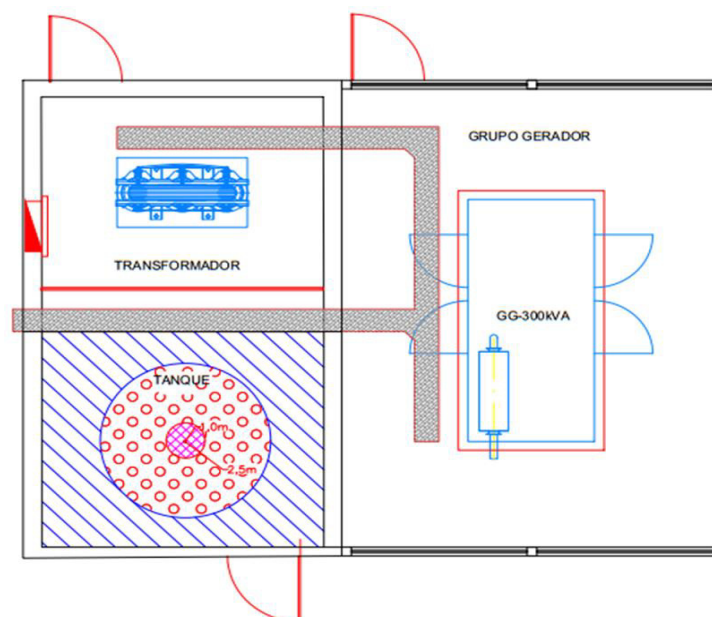 GRUPO GERADOR
TRANSFORMADOR
GG-300kVA
TANQUE
1,0m
2,5m